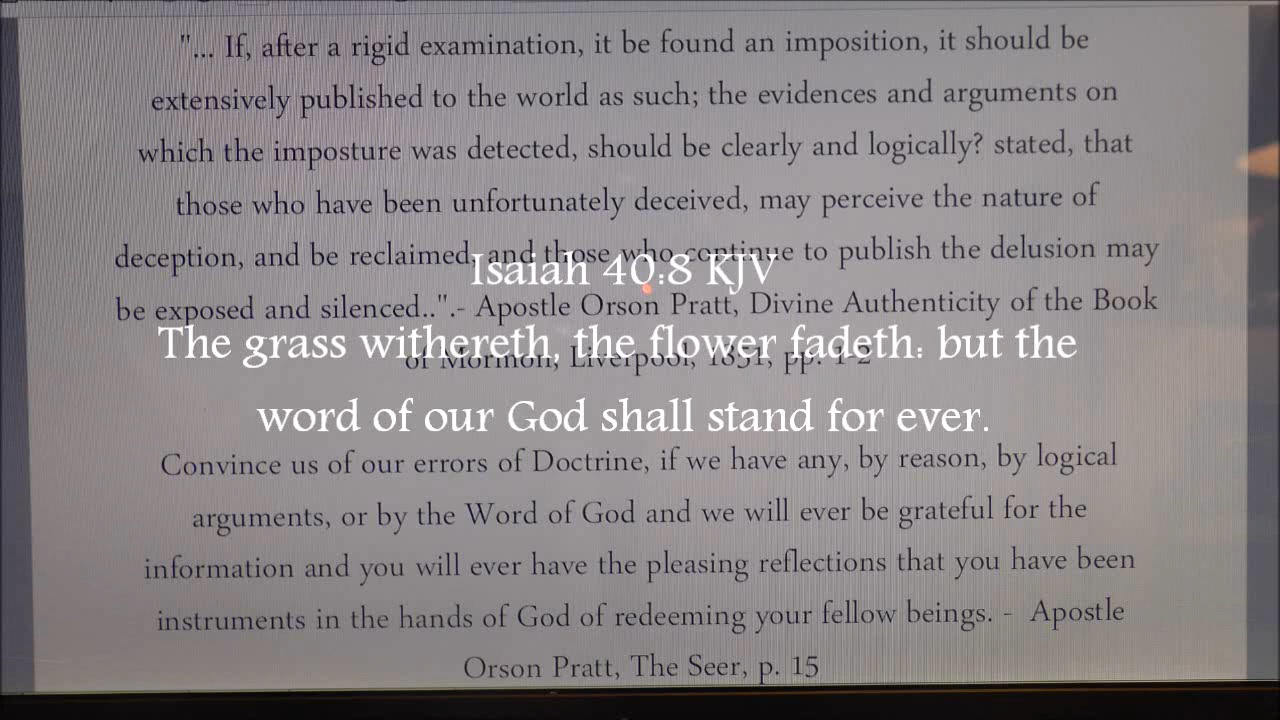 "... If, after a rigid examination, it be found an imposition, it should be
extensively published to the world as such; the evidences and arguments on
which the imposture was detected, should be clearly and logically? stated, that
those who have been unfortunately deceived, may perceive the nature of
deception, and be reclaimed, and those who continue to publish the delusion may
Isaiah 40:8 KJV
be exposed and silenced..".- Apostle Orson Pratt, Divine Authenticity of the Book
The grass withereth, the flower fadeth: but the
of Mormon, Liverpool, 1851, pp. 1-2
word of our God shall stand for ever.
Convince us of our errors of Doctrine, if we have any, by reason, by logical
arguments, or by the Word of God and we will ever be grateful for the
information and you will ever have the pleasing reflections that you have been
instruments in the hands of God of redeeming your fellow beings. - Apostle
Orson Pratt, The Seer, p. 15